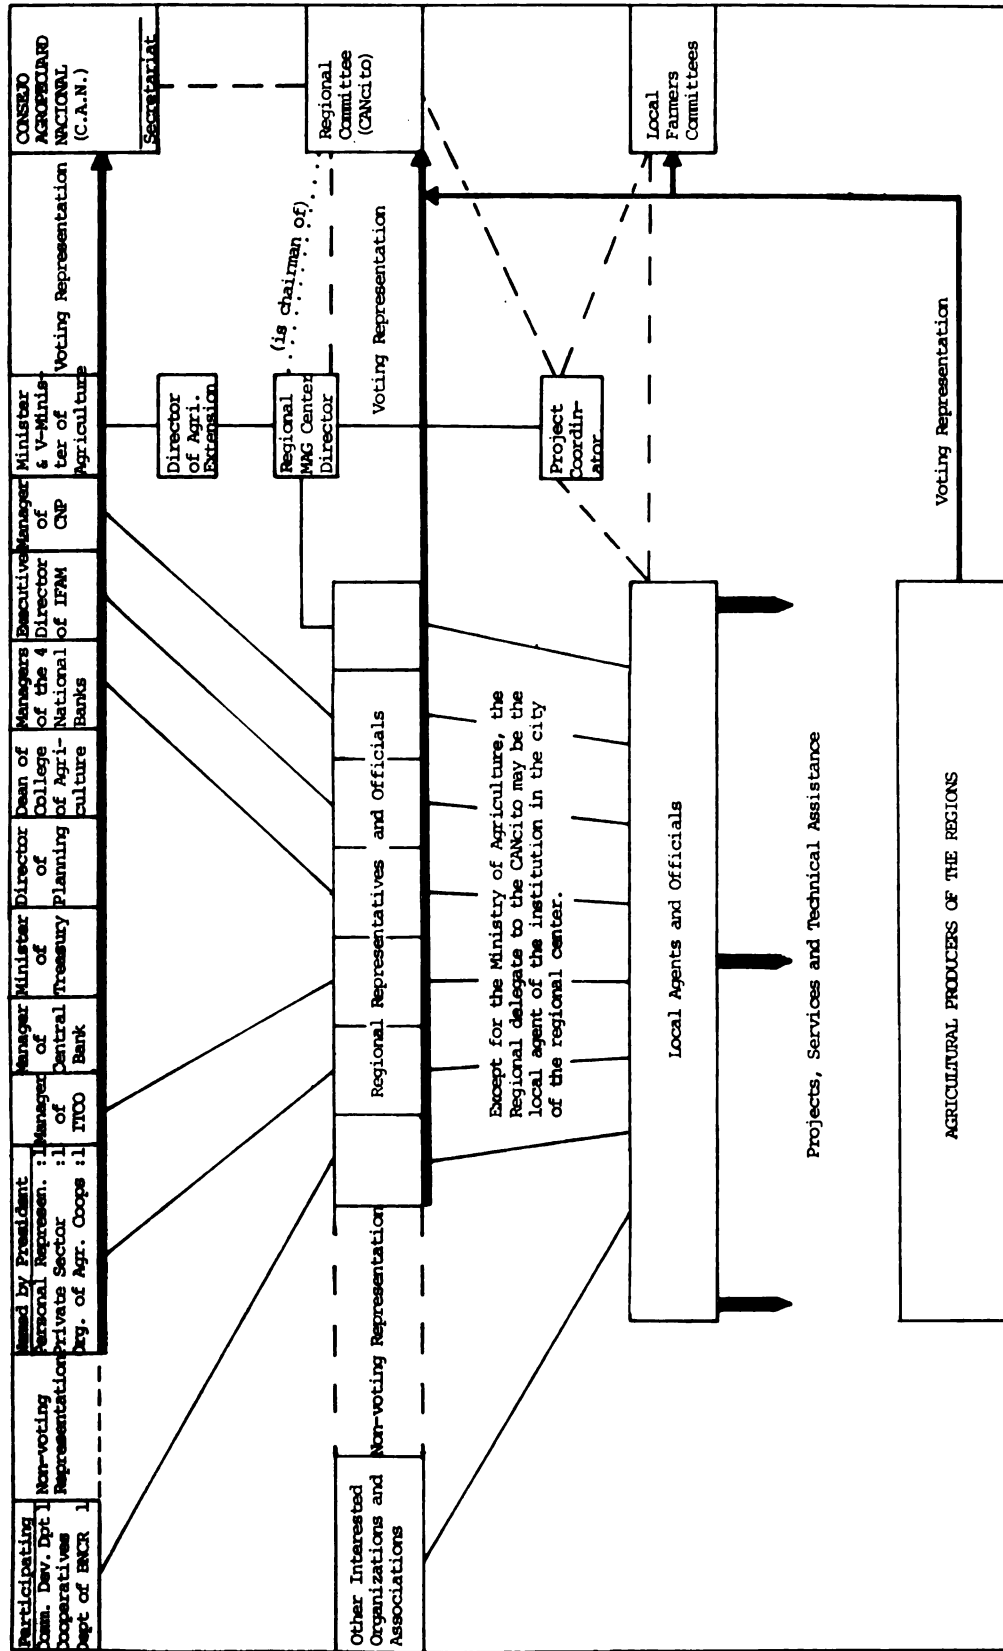 Participating
Comm. Dev. Dpt 1
Cooperatives
Dept of BNCR 1
Non-voting
Representation
Named by President
Personal Represen. :1
Private Sector :1
Org. of Agr. Coops :1
Manager
of
ITCO
Manager
of
Central
Bank
Minister
of
Treasury
Director
of
Planning
Dean of
College
of Agri-
culture
Managers
of the 4
National
Banks
Executive
Director
of IFAM
Manager
of
CNP
Minister
& V-Minis-
ter of
Agriculture
Voting Representation
CONSEJO
AGROPECUARD
NACIONAL
(C.A.N.)
Secretariat
Director
of Agri.
Extension
Regional
MAG Center
Director
(is chairman of)
Regional
Committee
(CANcito)
Other Interested
Organizations and
Associations
Non-voting Representation
Regional Representatives and Officials
Voting Representation
Except for the Ministry of Agriculture, the
Regional delegate to the CANcito may be the
local agent of the institution in the city
of the regional center.
Project
Coordin-
ator
Local
Farmers
Committees
Local Agents and Officials
Projects, Services and Technical Assistance
Voting Representation
AGRICULTURAL PRODUCERS OF THE REGIONS